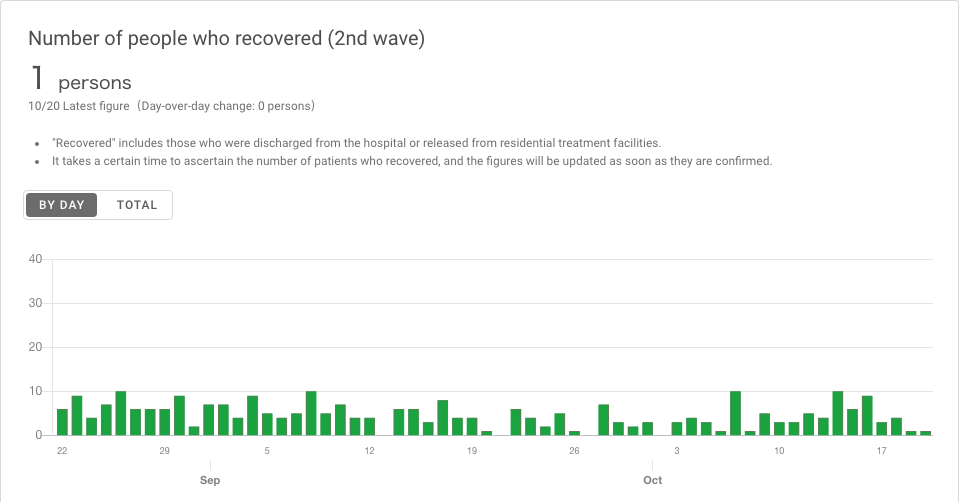 Number of people who recovered (2nd wave)
1 persons
10/20 Latest figure (Day-over-day change: 0 persons)
• "Recovered" includes those who were discharged from the hospital or released from residential treatment facilities.
• It takes a certain time to ascertain the number of patients who recovered, and the figures will be updated as soon as they are confirmed.
BY DAY TOTAL
40
30
20
10
0
22 29 5 12 19 26 3 10 17
Sep Oct